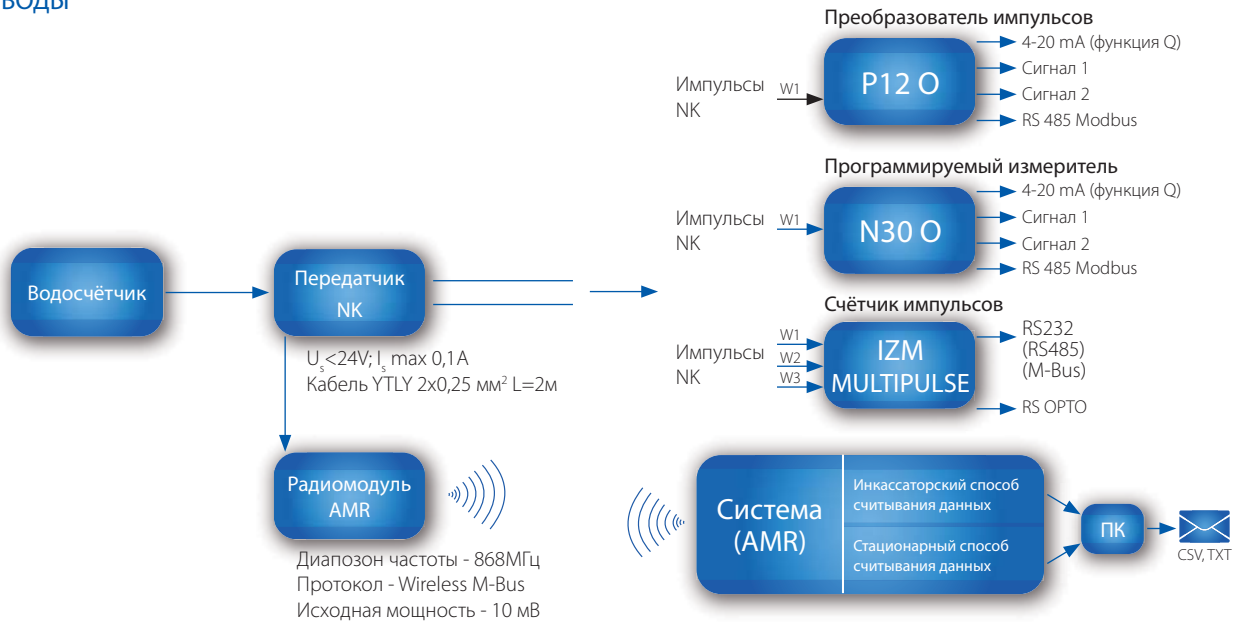 ВОДЫ
Преобразователь импульсов
Импульсы
NK
W1
P12 O
4-20 mA (функция Q)
Сигнал 1
Сигнал 2
RS 485 Modbus
Программируемый измеритель
Импульсы
NK
W1
N30 O
4-20 mA (функция Q)
Сигнал 1
Сигнал 2
RS 485 Modbus
Водосчётчик
Передатчик
NK
U_s<24V; I_s max 0,1A
Кабель YTLY 2x0,25 мм² L=2м
Счётчик импульсов
Импульсы
NK
W1
W2
W3
IZM
MULTIPULSE
RS232
(RS485)
(M-Bus)
RS OPTO
Радиомодуль
AMR
Диапозон частоты - 868МГц
Протокол - Wireless M-Bus
Исходная мощность - 10 мВ
Система
(AMR)
Инкассаторский способ
считывания данных
Стационарный способ
считывания данных
ПК
CSV, TXT